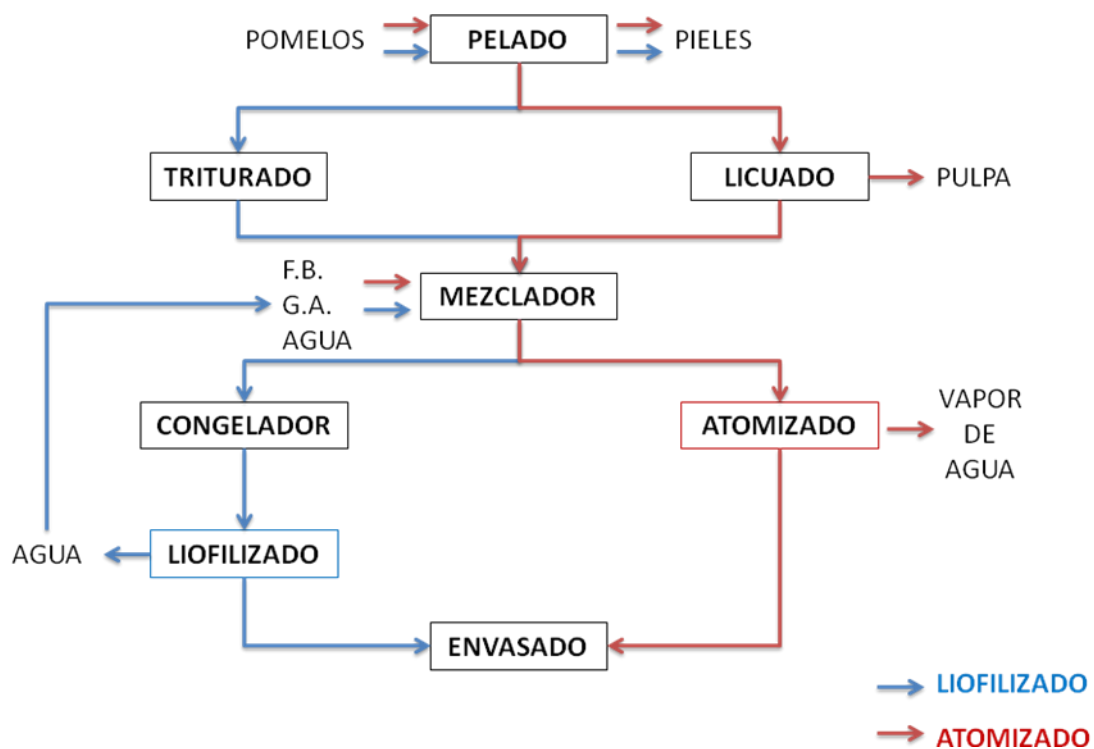 POMELOS
PELADO
PIELES
TRITURADO
LICUADO
PULPA
F.B.
G.A.
AGUA
MEZCLADOR
CONGELADOR
ATOMIZADO
VAPOR
DE
AGUA
AGUA
LIOFILIZADO
ENVASADO
LIOFILIZADO
ATOMIZADO